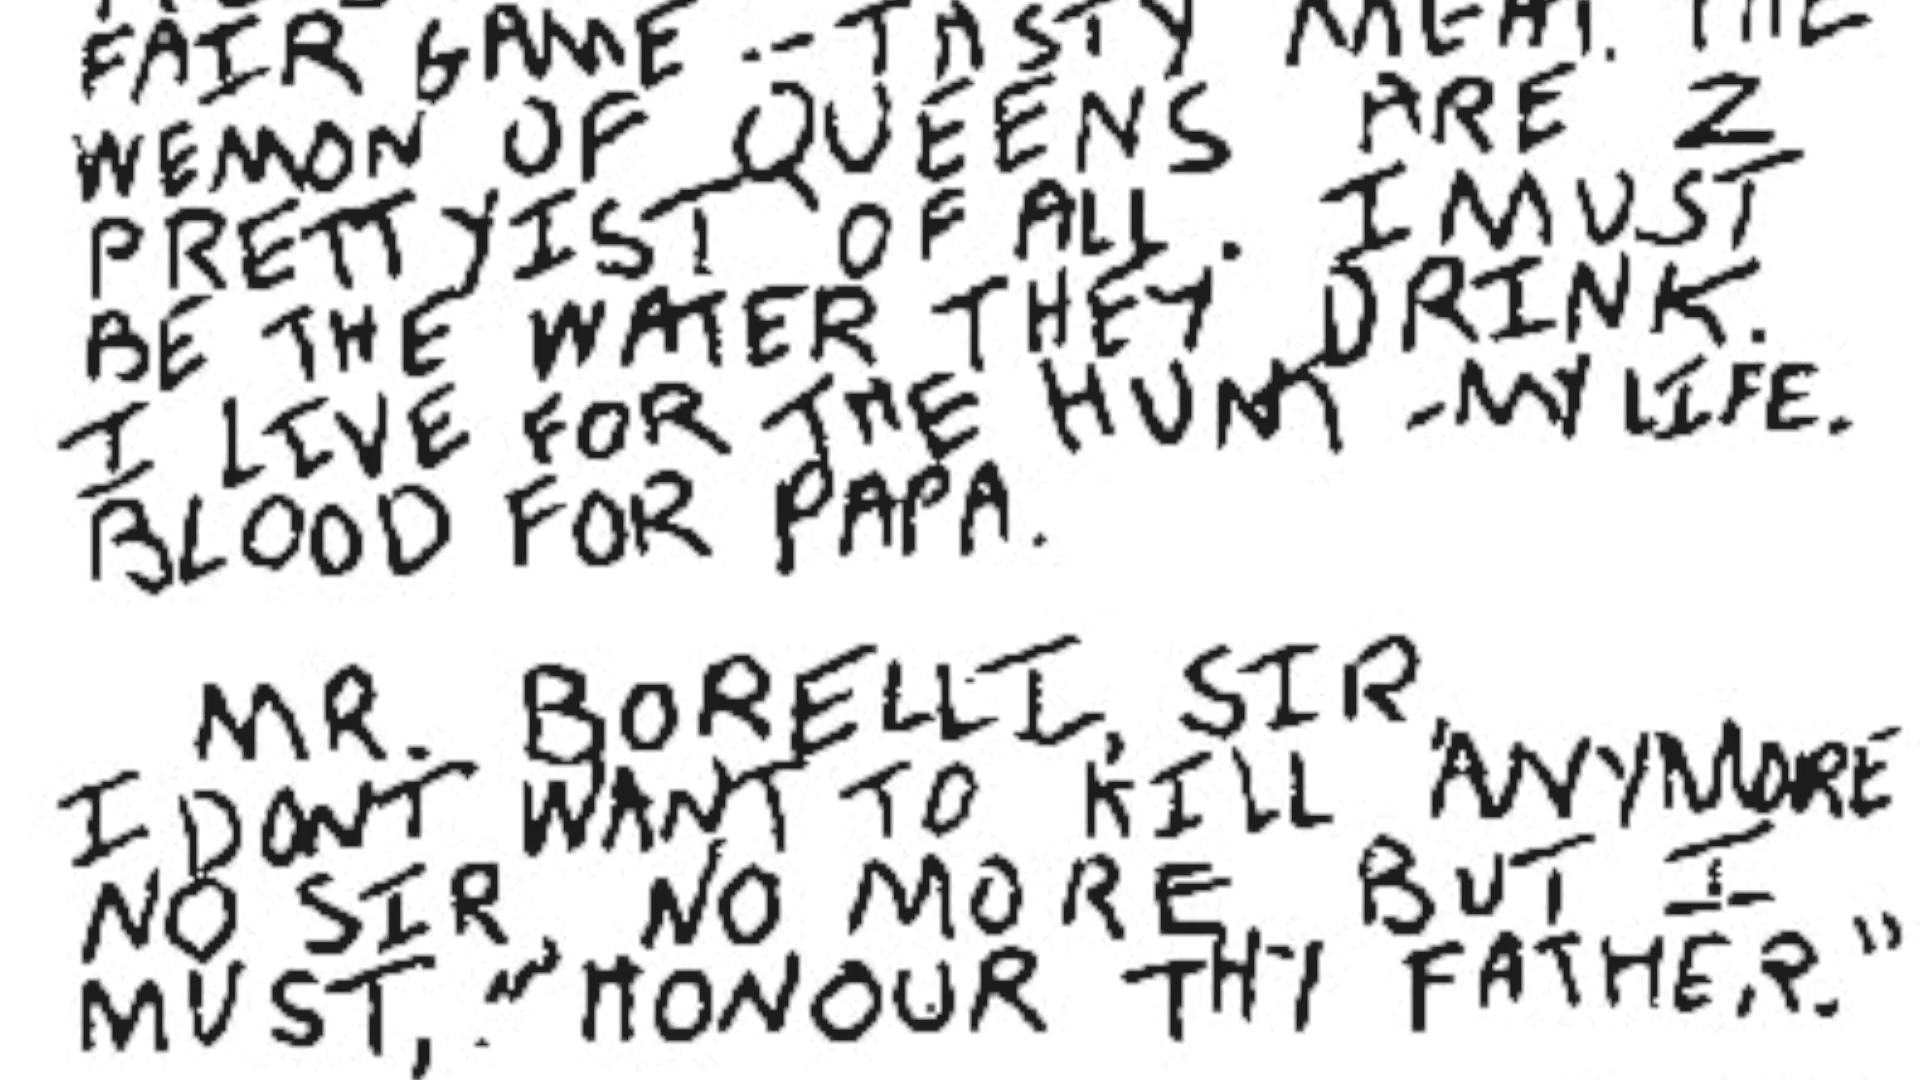 FAIR GAME -- TASTY MEAT. THE
WEMON OF QUEENS ARE Z
PRETTYIST OF ALL. I MUST
BE THE WATER THEY DRINK.
I LIVE FOR THE HUNT - MY LIFE.
BLOOD FOR PAPA.
MR. BORELLI, SIR
I DONT WANT TO KILL ANYMORE
NO SIR, NO MORE BUT I
MUST, "HONOUR THY FATHER."